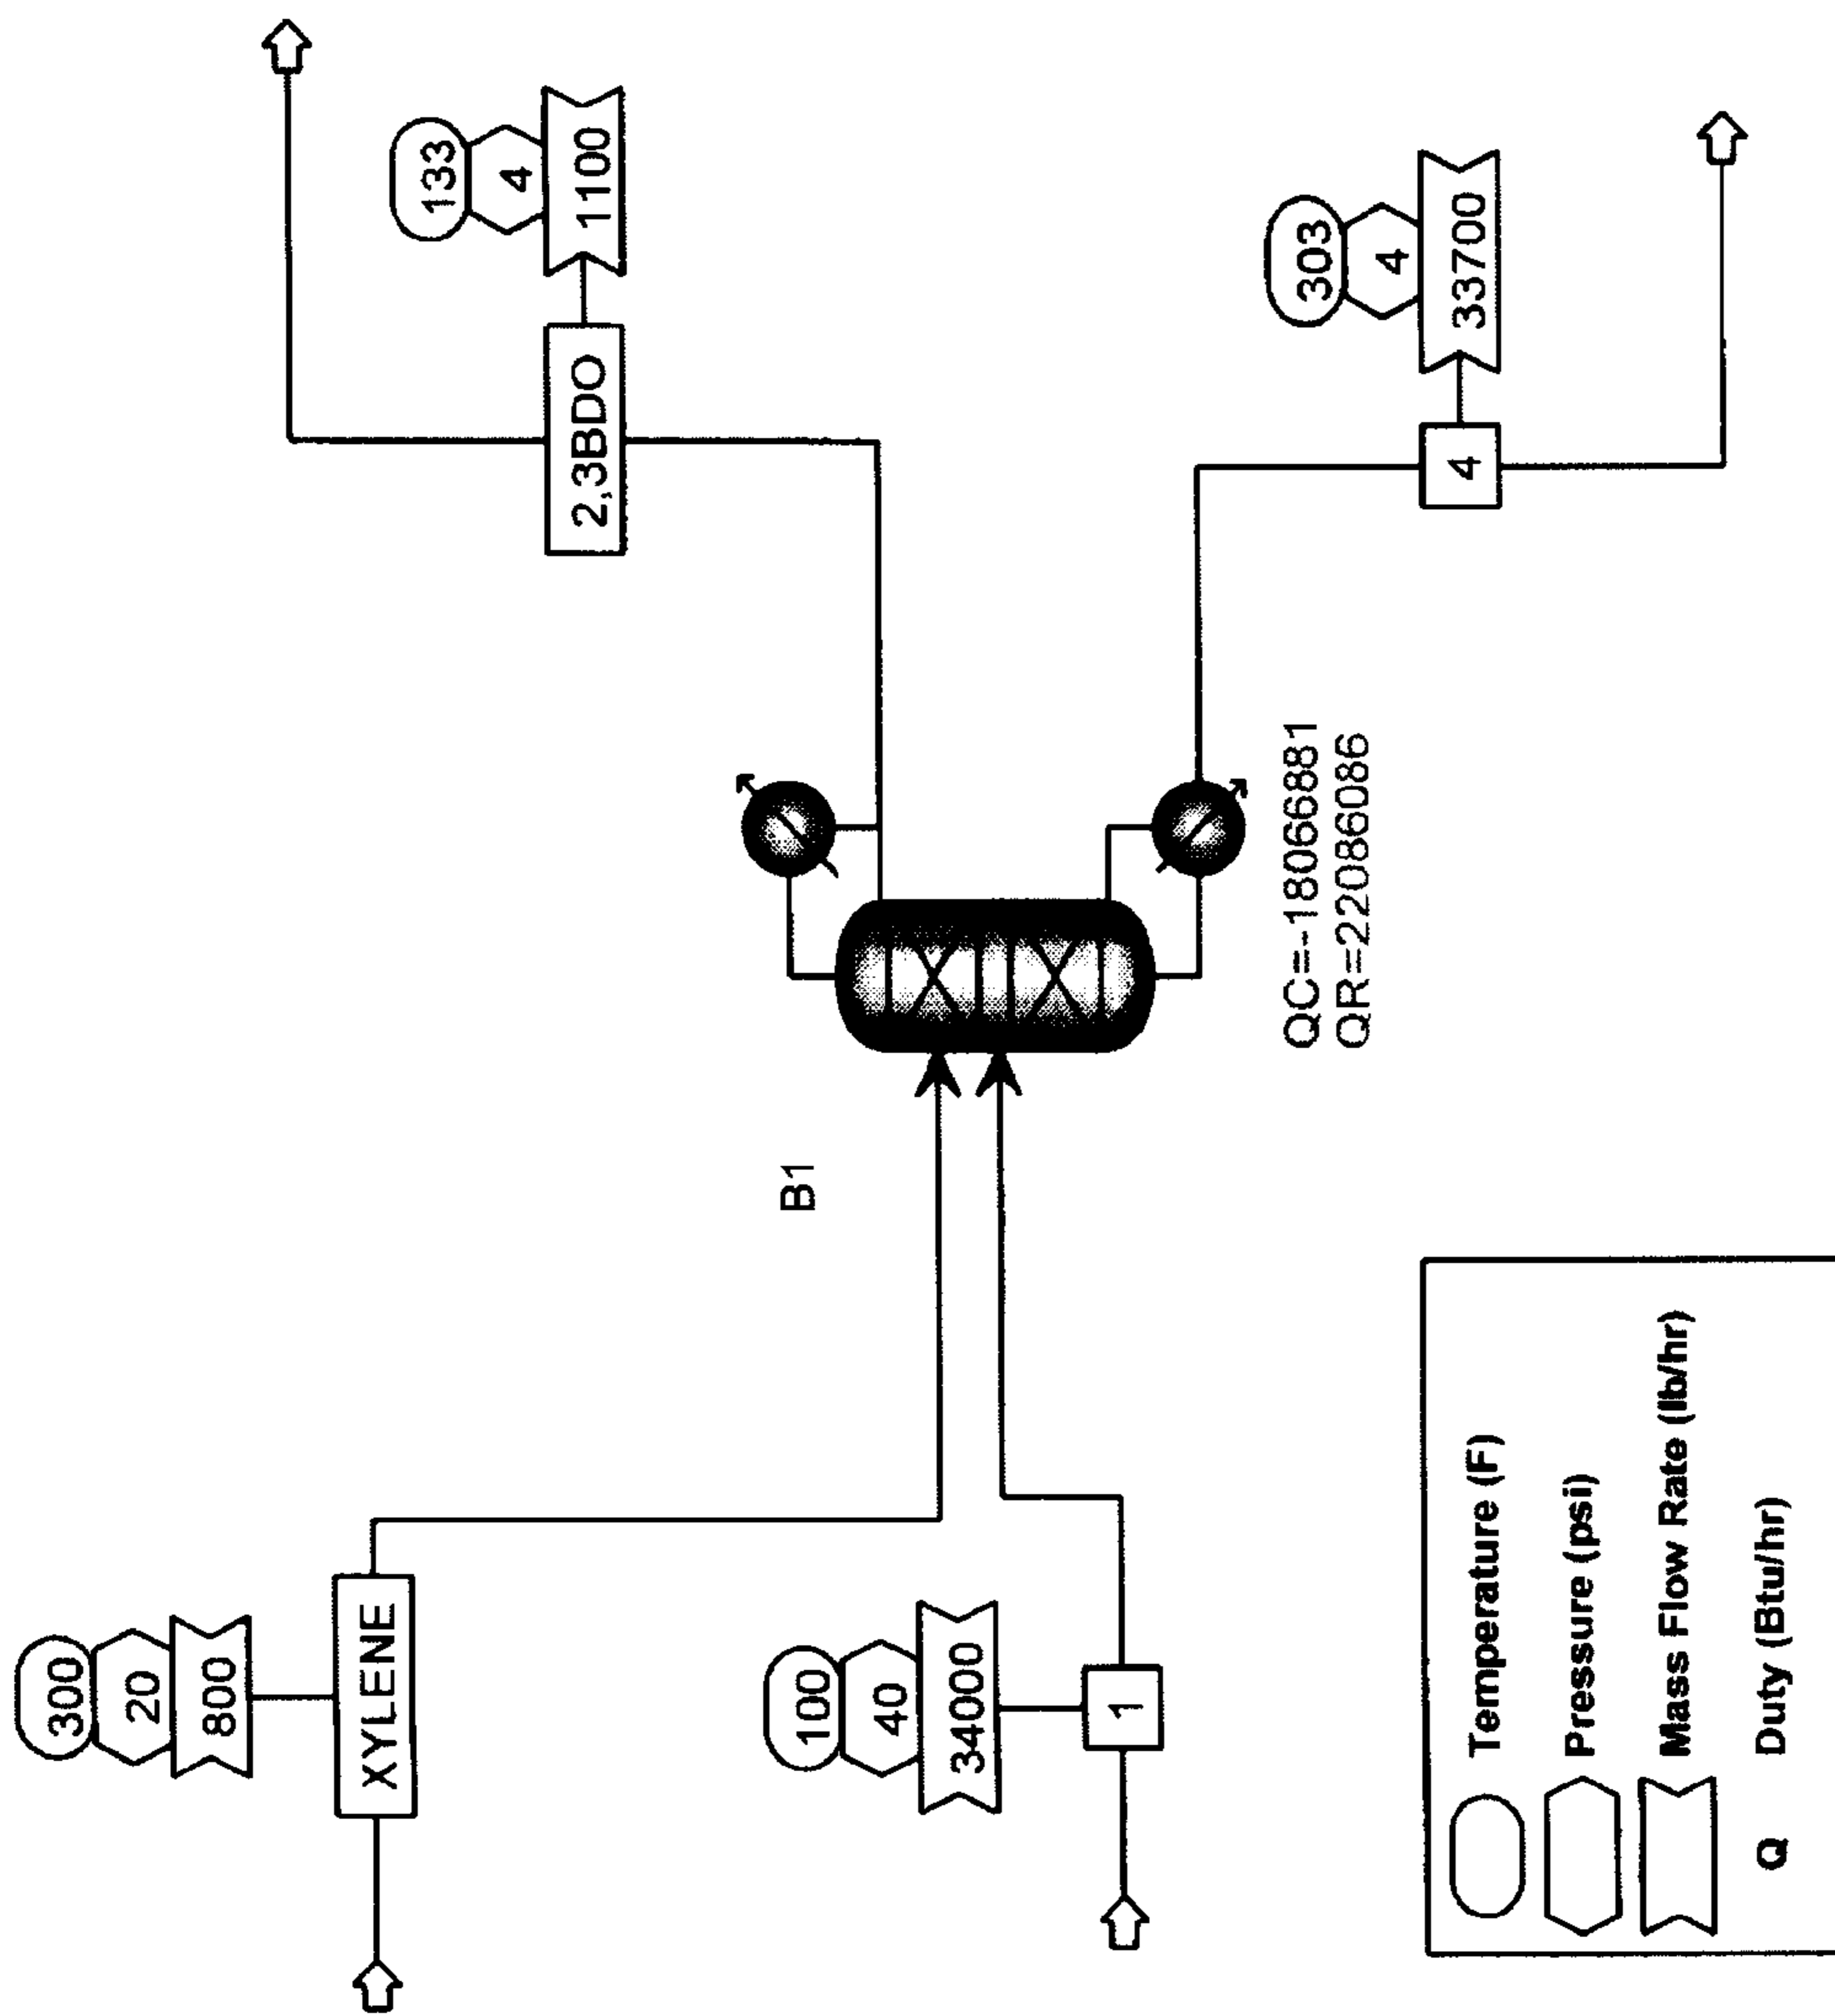 300
20
800
XYLENE
100
40
34000
1
B1
133
4
1100
2,3BDO
303
4
33700
4
QC=-18066881
QR=22086086
Temperature (F)
Pressure (psi)
Mass Flow Rate (lb/hr)
Q Duty (Btu/hr)